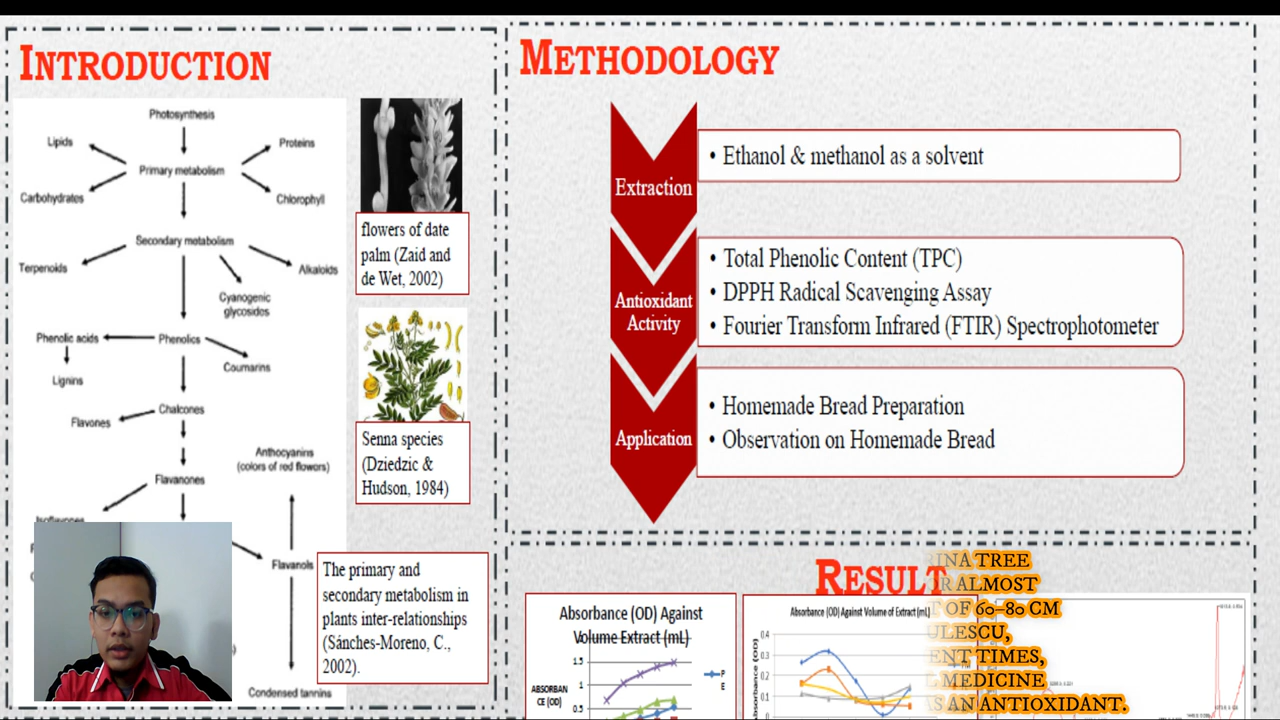 INTRODUCTION
Photosynthesis
Lipids
Proteins
Primary metabolism
Carbohydrates
Chlorophyll
Secondary metabolism
Terpenoids
Alkaloids
Cyanogenic
glycosides
Phenolic acids
Phenolics
Coumarins
Lignins
Chalcones
Flavones
Anthocyanins
(colors of red flowers)
Flavanones
Isoflavones
Flavanols
Condensed tannins
flowers of date
palm (Zaid and
de Wet, 2002)
Senna species
(Dziedzic &
Hudson, 1984)
The primary and
secondary metabolism in
plants inter-relationships
(Sánches-Moreno, C.,
2002).
METHODOLOGY
Extraction
• Ethanol & methanol as a solvent
Antioxidant
Activity
• Total Phenolic Content (TPC)
• DPPH Radical Scavenging Assay
• Fourier Transform Infrared (FTIR) Spectrophotometer
Application
• Homemade Bread Preparation
• Observation on Homemade Bread
RESULT
Absorbance (OD) Against
Volume Extract (mL)
1.5
1
0.5
ABSORBAN
CE (OD)
P
E
Absorbance (OD) Against Volume of Extract (mL)
0.4
0.3
0.2
0.1
0
Absorbance (OD)
TREE
ALMOST
OF 60–80 CM
TIMES,
MEDICINE
AS AN ANTIOXIDANT.